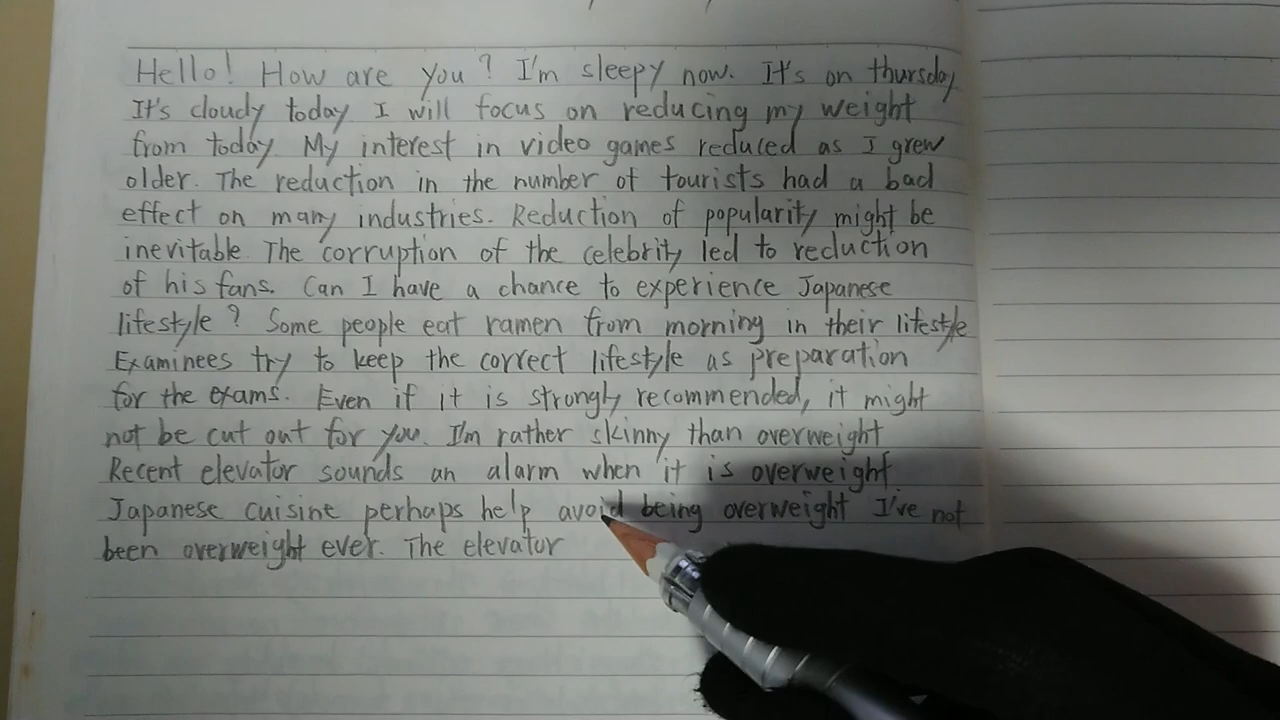 Hello! How are you? I'm sleepy now. It's on thursday.
It's cloudy today I will focus on reducing my weight
from today. My interest in video games reduced as I grew
older. The reduction in the number of tourists had a bad
effect on many industries. Reduction of popularity might be
inevitable. The corruption of the celebrity led to reduction
of his fans. Can I have a chance to experience Japanese
lifestyle? Some people eat ramen from morning in their lifestyle
Examinees try to keep the correct lifestyle as preparation
for the exams. Even if it is strongly recommended, it might
not be cut out for you. I'm rather skinny than overweight
Recent elevator sounds an alarm when it is overweight.
Japanese cuisine perhaps help avoid being overweight I've not
been overweight ever. The elevator